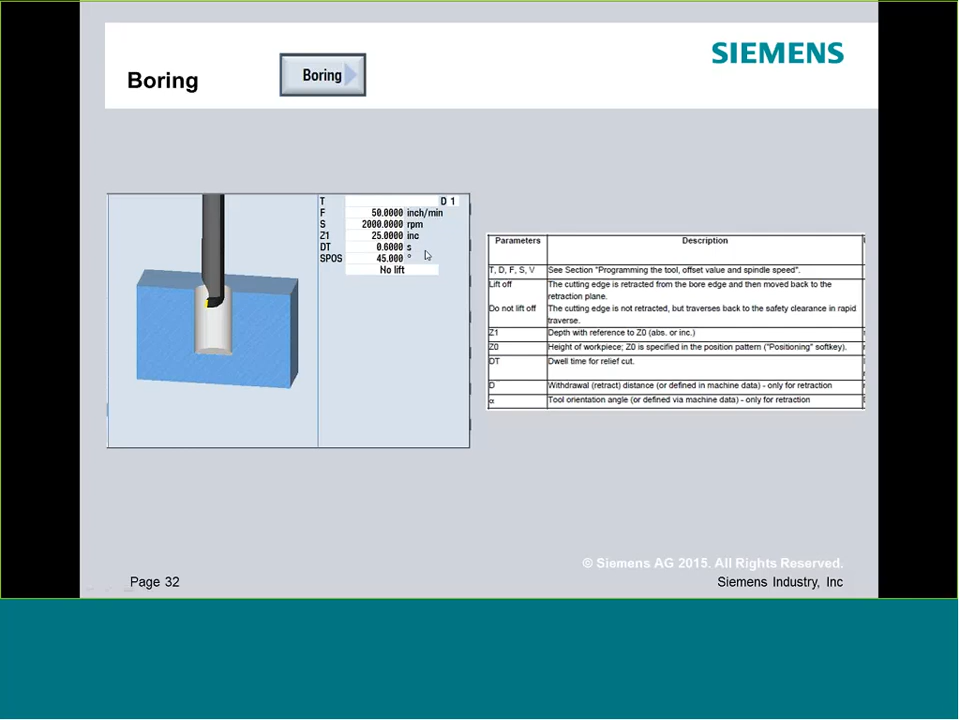 SIEMENS
Boring
Boring
T D 1
F 50.0000 inch/min
S 2000.0000 rpm
Z1 25.0000 inc
DT 0.6000 s
SPOS 45.000 °
No lift
Parameters Description
T, D, F, S, V See Section "Programming the tool, offset value and spindle speed".
Lift off The cutting edge is retracted from the bore edge and then moved back to the
retraction plane.
Do not lift off The cutting edge is not retracted, but traverses back to the safety clearance in rapid
traverse.
Z1 Depth with reference to Z0 (abs. or inc.)
Z0 Height of workpiece; Z0 is specified in the position pattern ("Positioning" softkey).
DT Dwell time for relief cut.
D Withdrawal (retract) distance (or defined in machine data) - only for retraction
α Tool orientation angle (or defined via machine data) - only for retraction
© Siemens AG 2015. All Rights Reserved.
Page 32 Siemens Industry, Inc